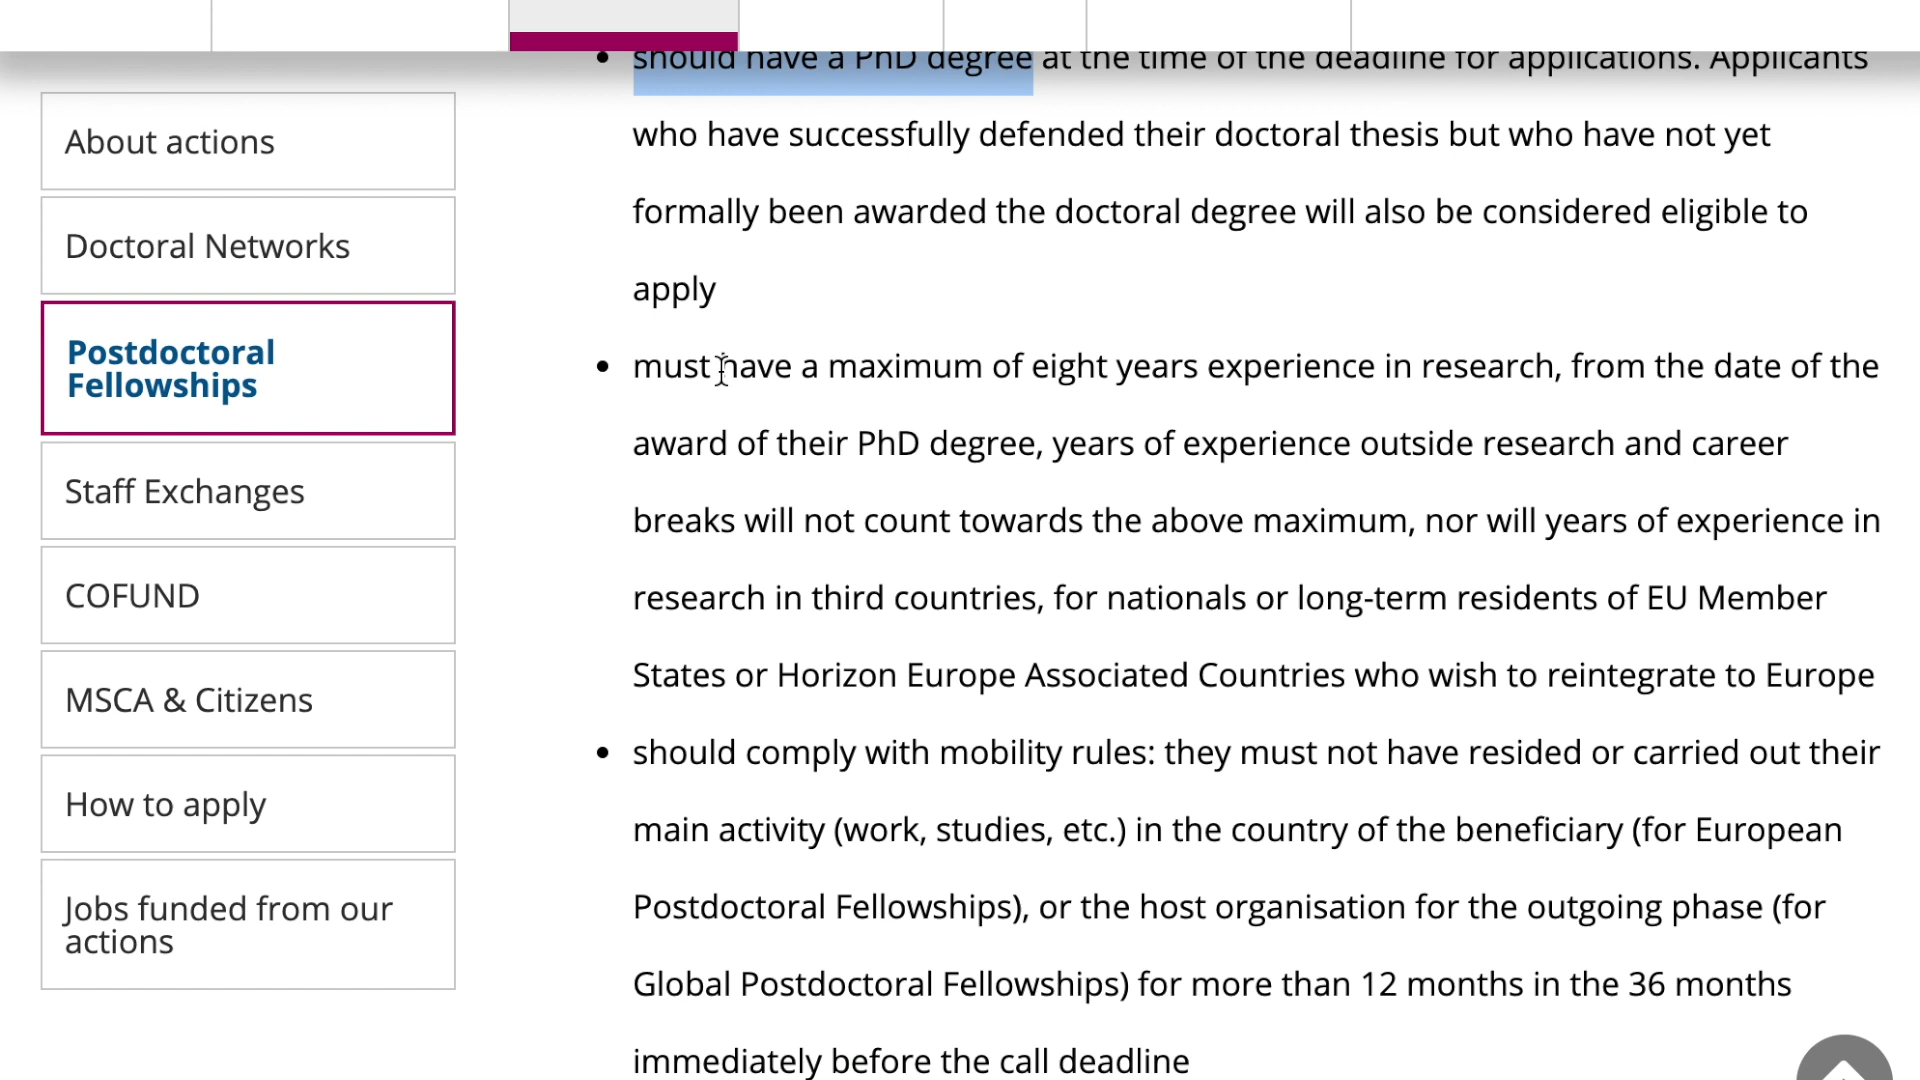 should have a PhD degree at the time of the deadline for applications. Applicants
who have successfully defended their doctoral thesis but who have not yet
formally been awarded the doctoral degree will also be considered eligible to
apply
must have a maximum of eight years experience in research, from the date of the
award of their PhD degree, years of experience outside research and career
breaks will not count towards the above maximum, nor will years of experience in
research in third countries, for nationals or long-term residents of EU Member
States or Horizon Europe Associated Countries who wish to reintegrate to Europe
should comply with mobility rules: they must not have resided or carried out their
main activity (work, studies, etc.) in the country of the beneficiary (for European
Postdoctoral Fellowships), or the host organisation for the outgoing phase (for
Global Postdoctoral Fellowships) for more than 12 months in the 36 months
immediately before the call deadline
About actions
Doctoral Networks
Postdoctoral
Fellowships
Staff Exchanges
COFUND
MSCA & Citizens
How to apply
Jobs funded from our
actions